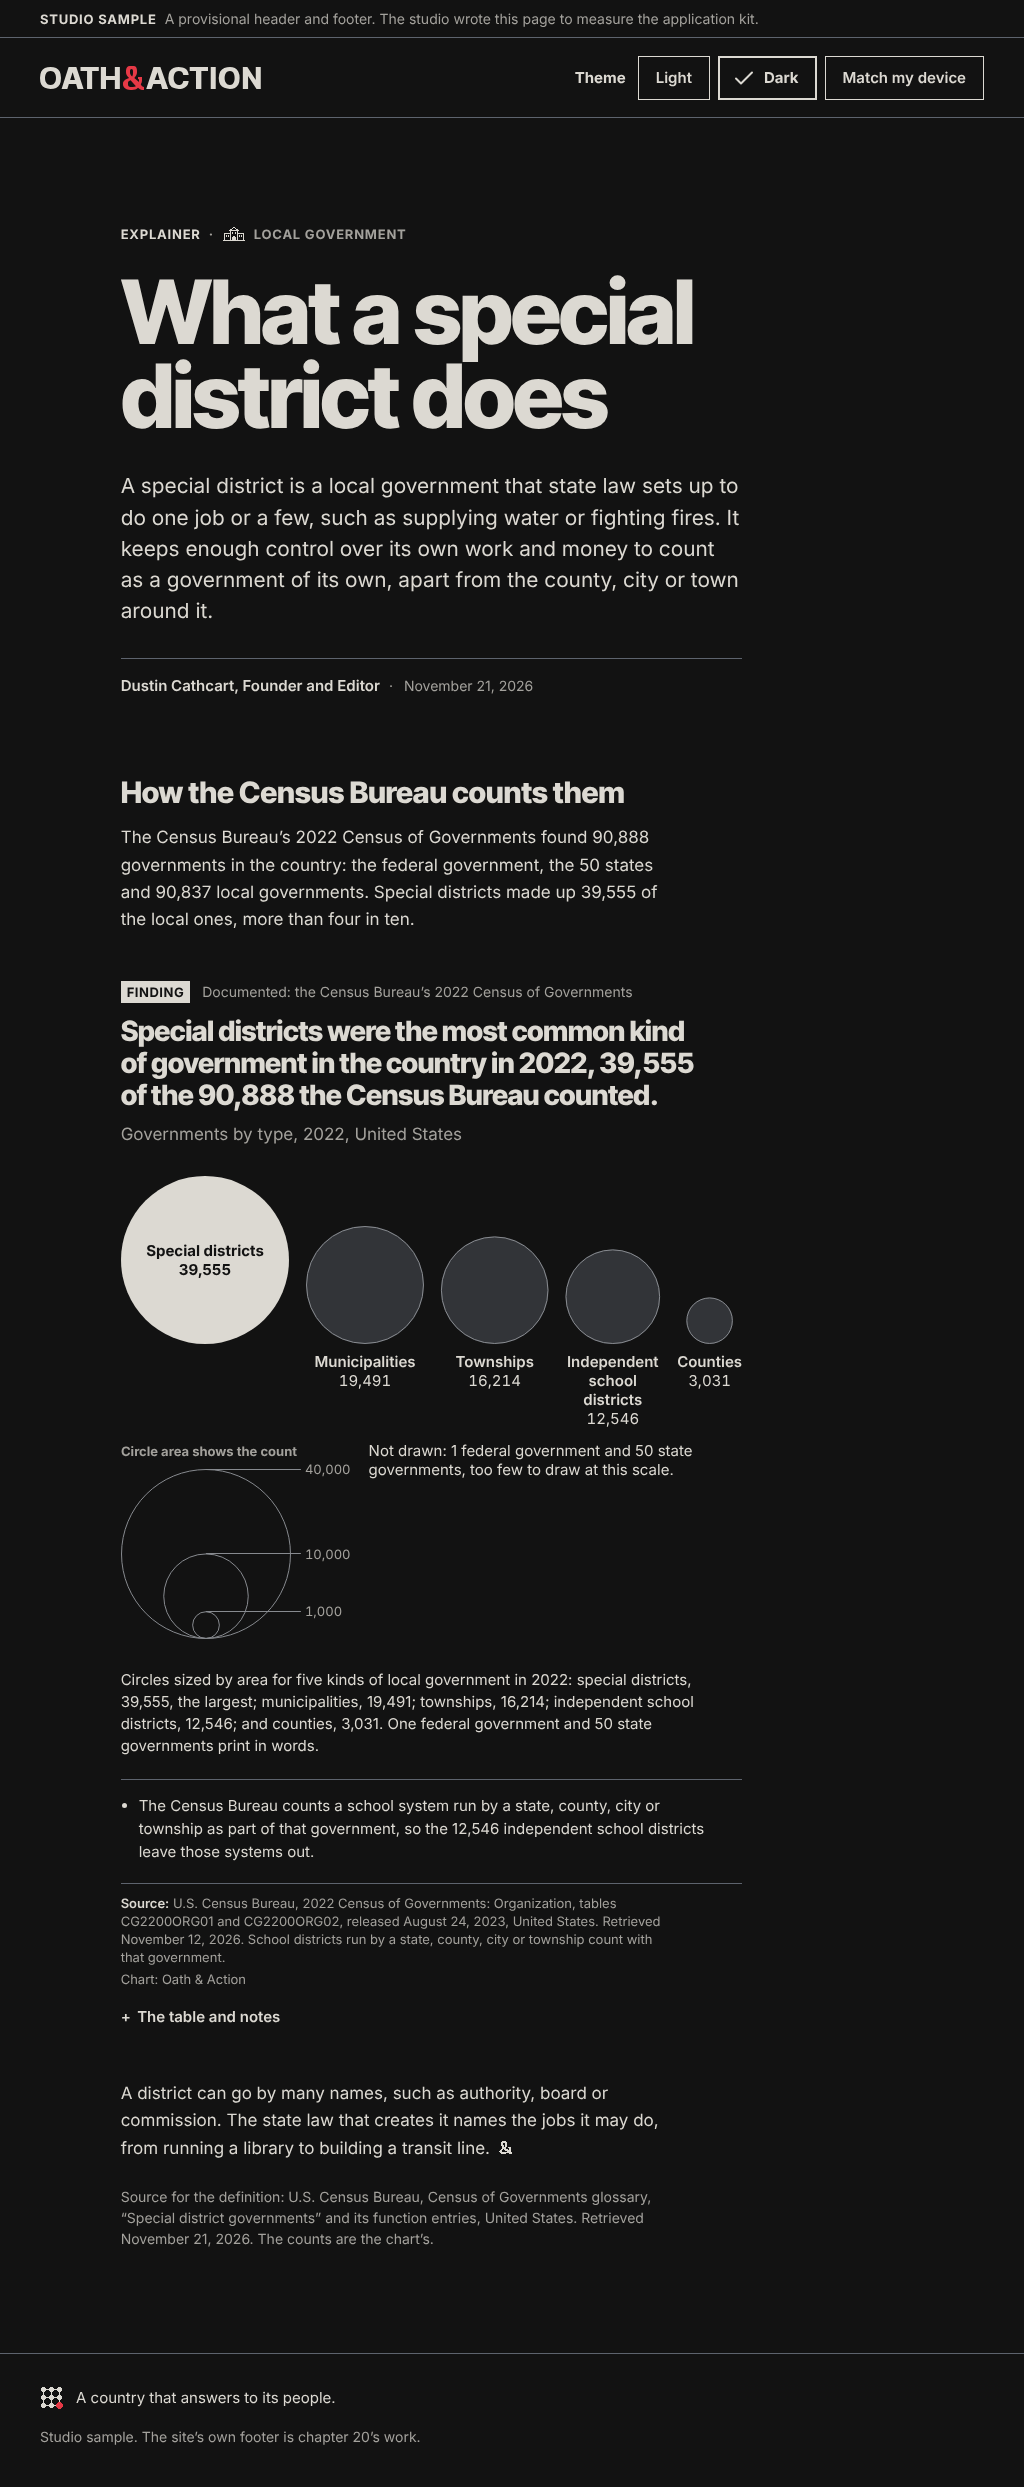 STUDIO SAMPLE A provisional header and footer. The studio wrote this page to measure the application kit.
OATH&ACTION
Theme Light Dark Match my device
EXPLAINER · LOCAL GOVERNMENT
What a special
district does
A special district is a local government that state law sets up to
do one job or a few, such as supplying water or fighting fires. It
keeps enough control over its own work and money to count
as a government of its own, apart from the county, city or town
around it.
Dustin Cathcart, Founder and Editor · November 21, 2026
How the Census Bureau counts them
The Census Bureau’s 2022 Census of Governments found 90,888
governments in the country: the federal government, the 50 states
and 90,837 local governments. Special districts made up 39,555 of
the local ones, more than four in ten.
FINDING Documented: the Census Bureau’s 2022 Census of Governments
Special districts were the most common kind
of government in the country in 2022, 39,555
of the 90,888 the Census Bureau counted.
Governments by type, 2022, United States
Special districts
39,555
Municipalities
19,491
Townships
16,214
Independent
school
districts
12,546
Counties
3,031
Circle area shows the count
40,000
10,000
1,000
Not drawn: 1 federal government and 50 state
governments, too few to draw at this scale.
Circles sized by area for five kinds of local government in 2022: special districts,
39,555, the largest; municipalities, 19,491; townships, 16,214; independent school
districts, 12,546; and counties, 3,031. One federal government and 50 state
governments print in words.
• The Census Bureau counts a school system run by a state, county, city or
township as part of that government, so the 12,546 independent school districts
leave those systems out.
Source: U.S. Census Bureau, 2022 Census of Governments: Organization, tables
CG2200ORG01 and CG2200ORG02, released August 24, 2023, United States. Retrieved
November 12, 2026. School districts run by a state, county, city or township count with
that government.
Chart: Oath & Action
+ The table and notes
A district can go by many names, such as authority, board or
commission. The state law that creates it names the jobs it may do,
from running a library to building a transit line. &
Source for the definition: U.S. Census Bureau, Census of Governments glossary,
“Special district governments” and its function entries, United States. Retrieved
November 21, 2026. The counts are the chart’s.
A country that answers to its people.
Studio sample. The site’s own footer is chapter 20’s work.